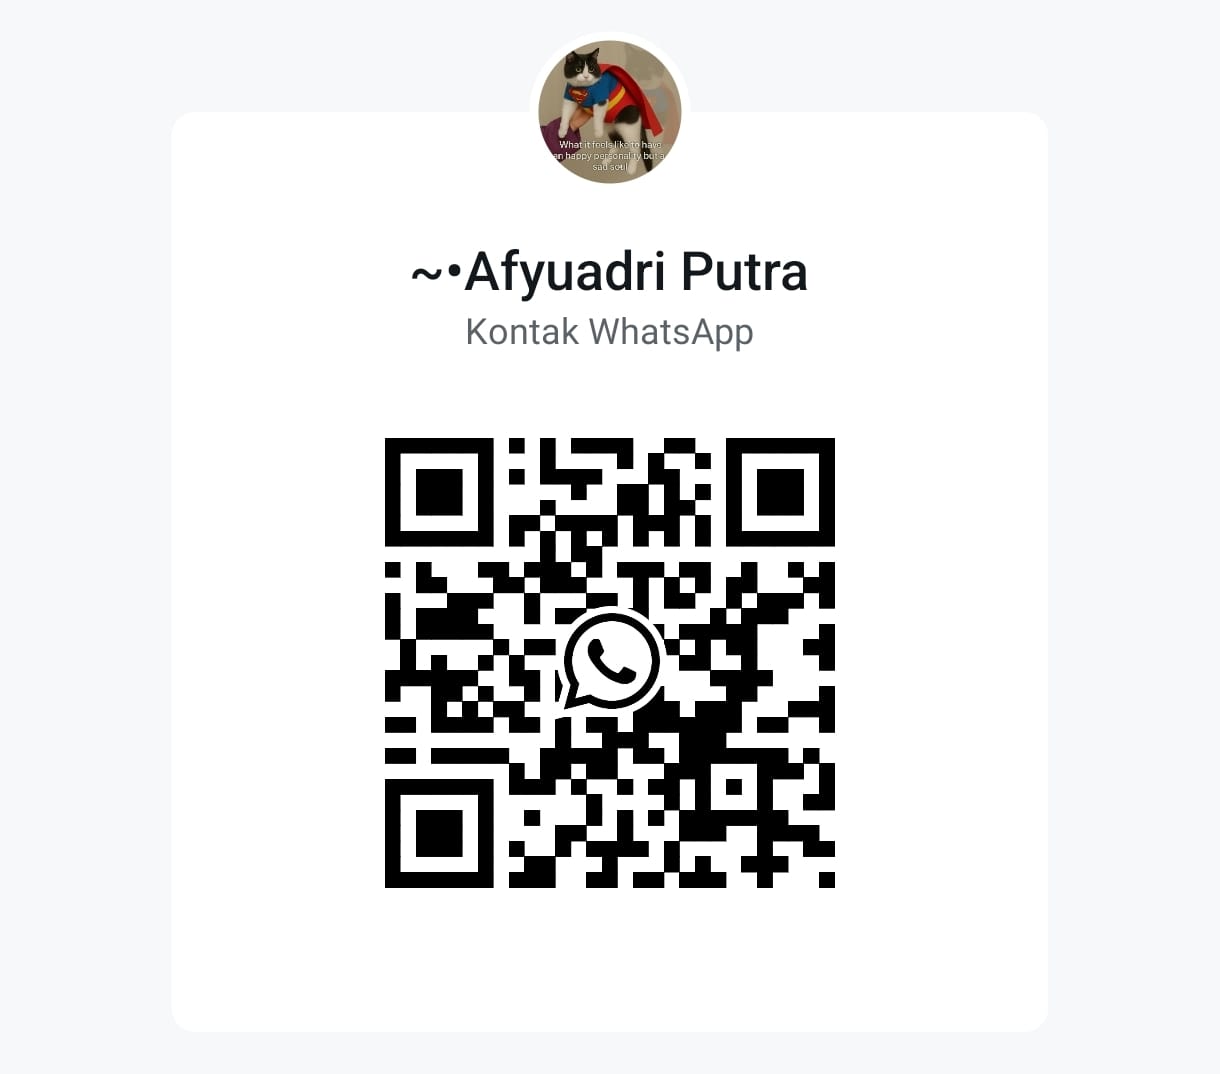 What it feels like to have
an happy personality but a
sad soul
~•Afyuadri Putra
Kontak WhatsApp